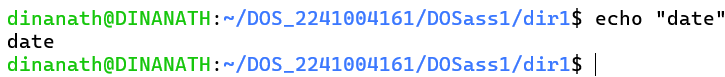 dinanath@DINANATH:~/DOS_2241004161/DOSass1/dir1$ echo "date"
date
dinanath@DINANATH:~/DOS_2241004161/DOSass1/dir1$